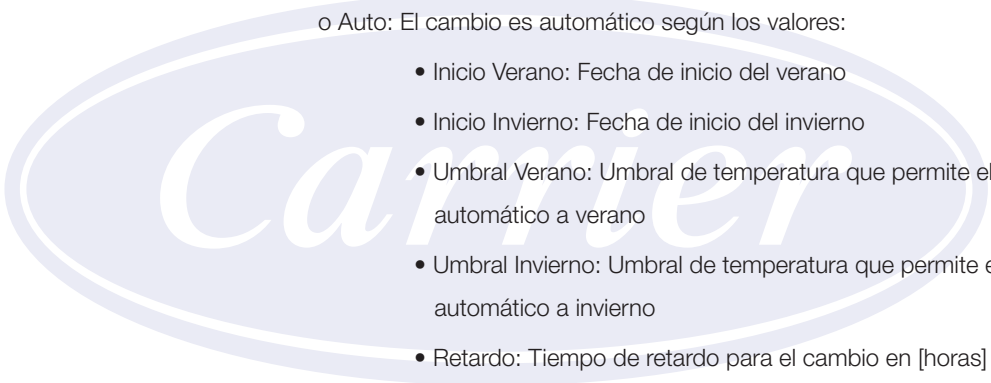 o Auto: El cambio es automático según los valores:
• Inicio Verano: Fecha de inicio del verano
• Inicio Invierno: Fecha de inicio del invierno
• Umbral Verano: Umbral de temperatura que permite el
automático a verano
• Umbral Invierno: Umbral de temperatura que permite
automático a invierno
• Retardo: Tiempo de retardo para el cambio en [horas]
Carrier